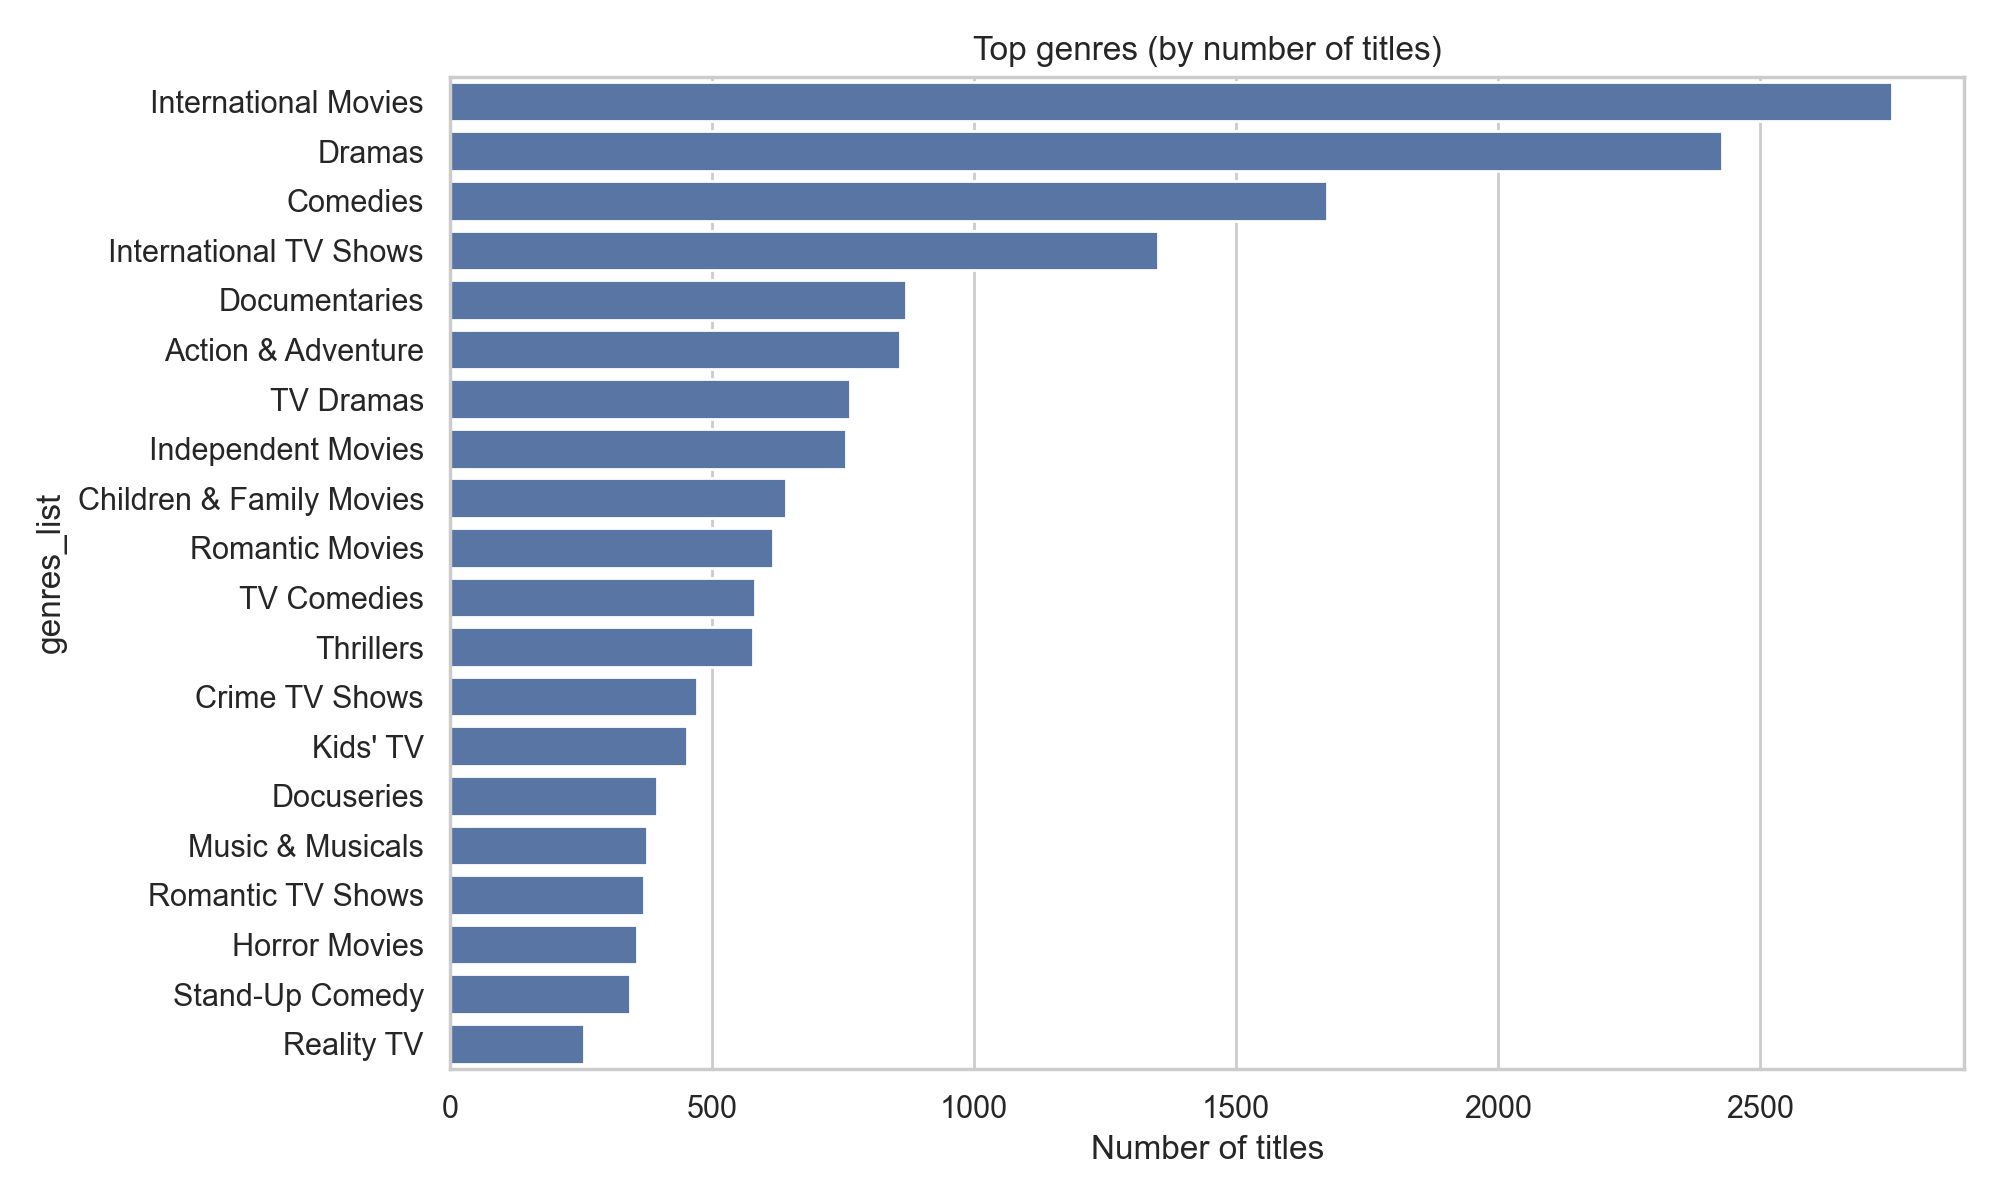 Top genres (by number of titles)
International Movies
Dramas
Comedies
International TV Shows
Documentaries
Action & Adventure
TV Dramas
Independent Movies
Children & Family Movies
Romantic Movies
TV Comedies
Thrillers
Crime TV Shows
Kids' TV
Docuseries
Music & Musicals
Romantic TV Shows
Horror Movies
Stand-Up Comedy
Reality TV
genres_list
0 500 1000 1500 2000 2500
Number of titles